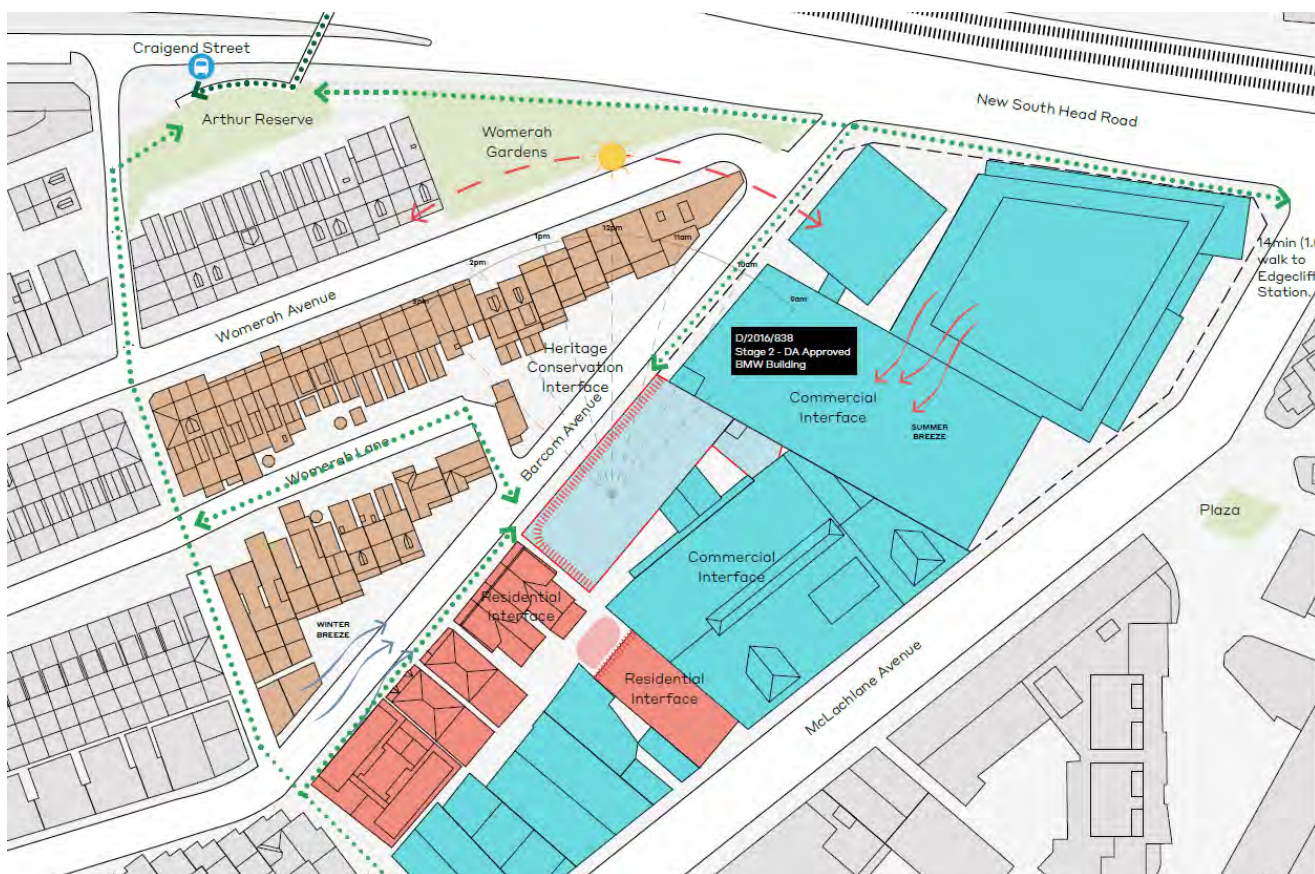 Craigend Street
Arthur Reserve
Womerah
Gardens
New South Head Road
14min (1.
walk to
Edgecliff
Station,
1pm
12pm
11am
2pm
10am
9am
Womerah Avenue
Heritage
Conservation
Interface
D/2016/838
Stage 2 - DA Approved
BMW Building
Commercial
Interface
SUMMER
BREEZE
Barcom Avenue
Womerah Lane
Plaza
Commercial
Interface
Residential
Interface
WINTER
BREEZE
Residential
Interface
McLachlane Avenue